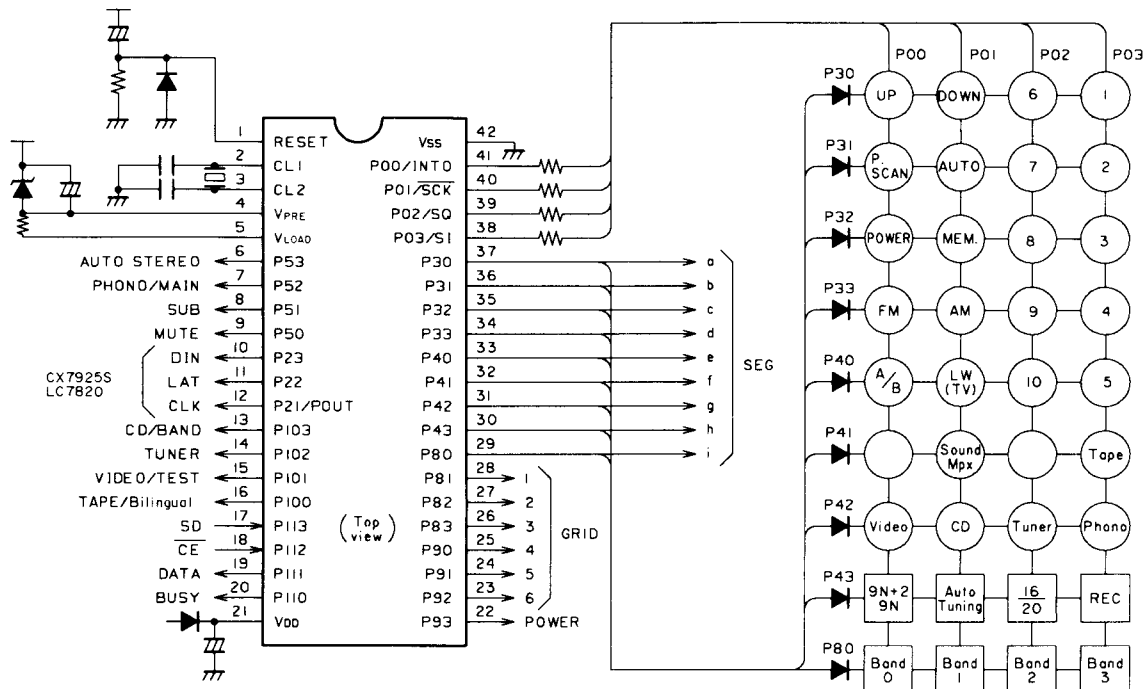 P00 P01 P02 P03
P30 UP DOWN 6 1
P31 P. SCAN AUTO 7 2
P32 POWER MEM. 8 3
P33 FM AM 9 4
P40 A/B LW (TV) 10 5
P41 Sound Mpx Tape
P42 Video CD Tuner Phono
P43 9N+2 9N Auto Tuning 16 20 REC
P80 Band 0 Band 1 Band 2 Band 3
1 RESET
2 CL1
3 CL2
4 VPRE
5 VLOAD
AUTO STEREO 6 P53
PHONO/MAIN 7 P52
SUB 8 P51
MUTE 9 P50
CX7925S
LC7820
DIN 10 P23
LAT 11 P22
CLK 12 P21/POUT
CD/BAND 13 P103
TUNER 14 P102
VIDEO/TEST 15 P101
TAPE/Bilingual 16 P100
SD 17 P113
CE 18 P112
DATA 19 P111
BUSY 20 P110
21 VDD
(Top
view)
Vss 42
P00/INT0 41
P01/SCK 40
P02/SQ 39
P03/SI 38
P30 37 a
P31 36 b
P32 35 c
P33 34 d
P40 33 e
P41 32 f
P42 31 g
P43 30 h
P80 29 i
SEG
P81 28 1
P82 27 2
P83 26 3
P90 25 4
P91 24 5
P92 23 6
GRID
P93 22 POWER